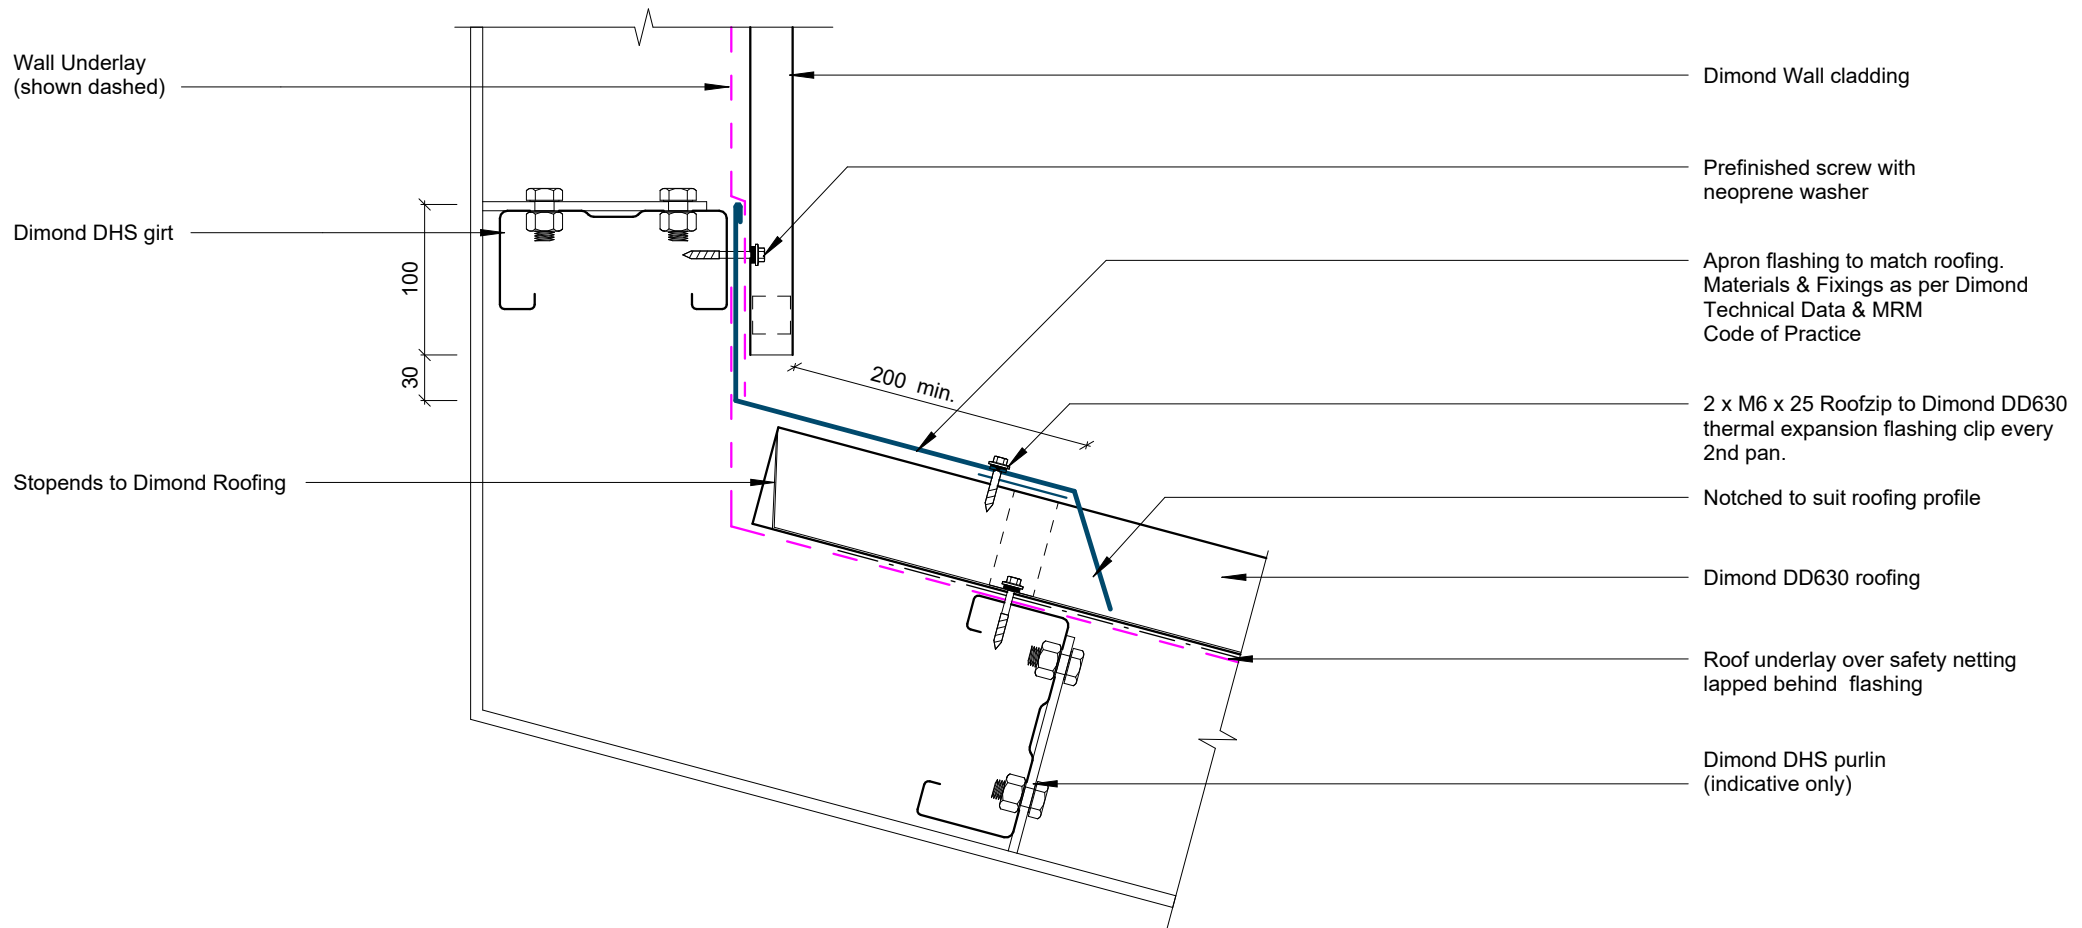 Wall Underlay
(shown dashed)
Dimond DHS girt
100
30
Stopends to Dimond Roofing
200 min.
Dimond Wall cladding
Prefinished screw with
neoprene washer
Apron flashing to match roofing.
Materials & Fixings as per Dimond
Technical Data & MRM
Code of Practice
2 x M6 x 25 Roofzip to Dimond DD630
thermal expansion flashing clip every
2nd pan.
Notched to suit roofing profile
Dimond DD630 roofing
Roof underlay over safety netting
lapped behind flashing
Dimond DHS purlin
(indicative only)